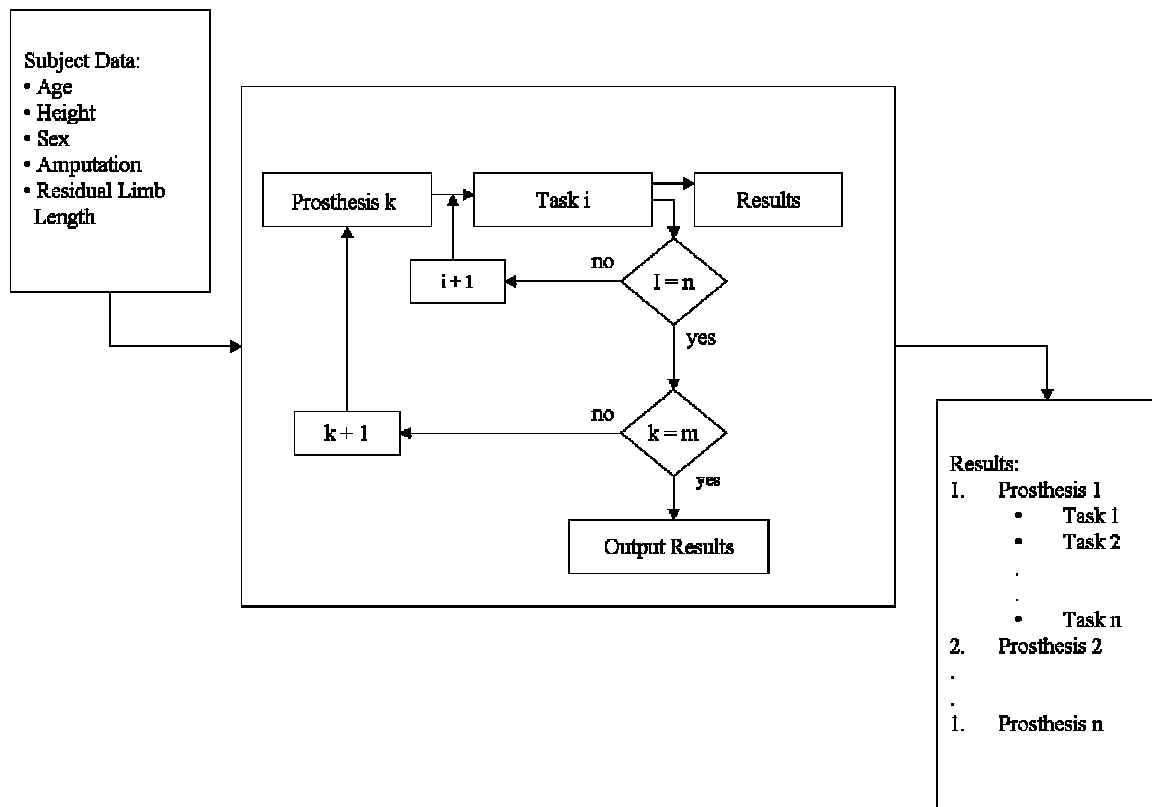 Subject Data:
• Age
• Height
• Sex
• Amputation
• Residual Limb
Length
Prosthesis k
Task i
Results
no
i + 1
I = n
yes
no
k + 1
k = m
yes
Output Results
Results:
1. Prosthesis 1
• Task 1
• Task 2
.
.
• Task n
2. Prosthesis 2
.
.
1. Prosthesis n